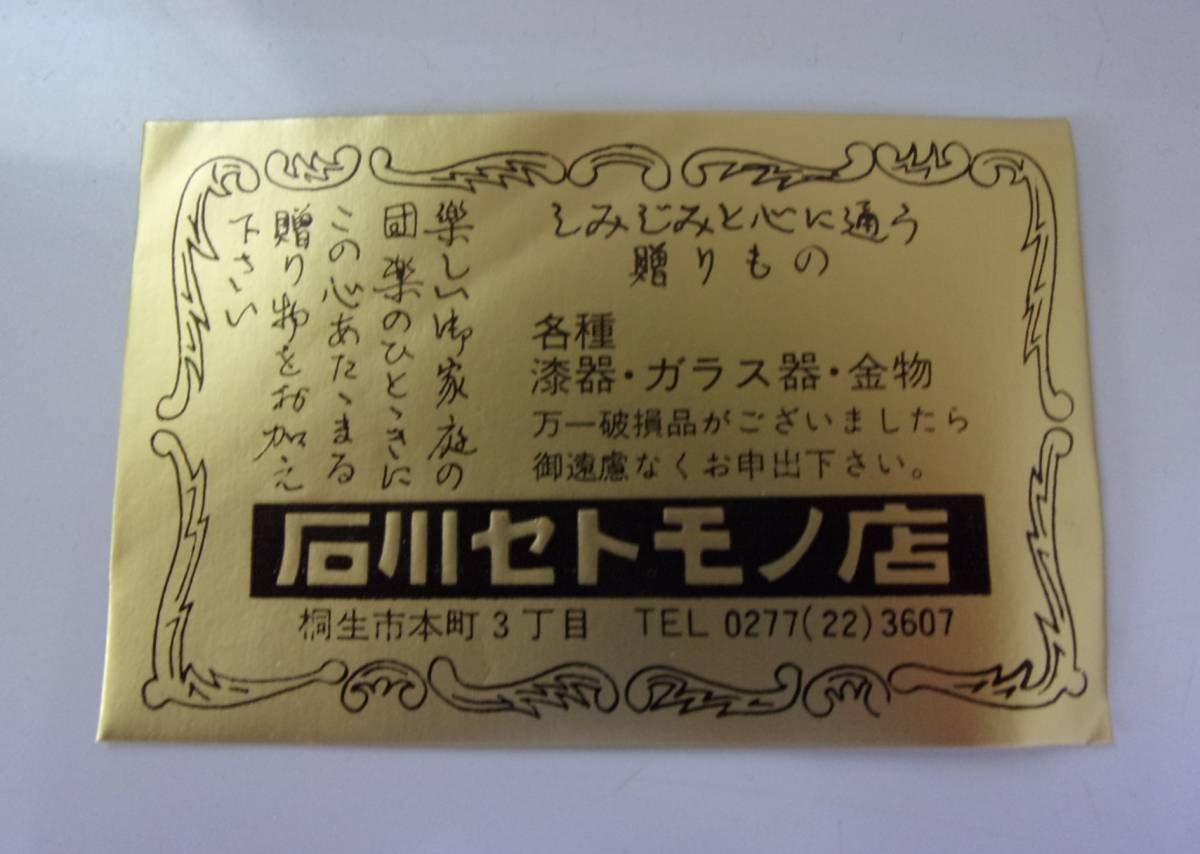 しみじみと心に通う
贈りもの
各種
漆器・ガラス器・金物
万一破損品がございましたら
御遠慮なくお申出下さい。
楽しい御家庭の
団楽のひとゝきに
この心あたゝまる
贈り物をお加え
下さい
石川セトモノ店
桐生市本町3丁目 TEL 0277(22)3607